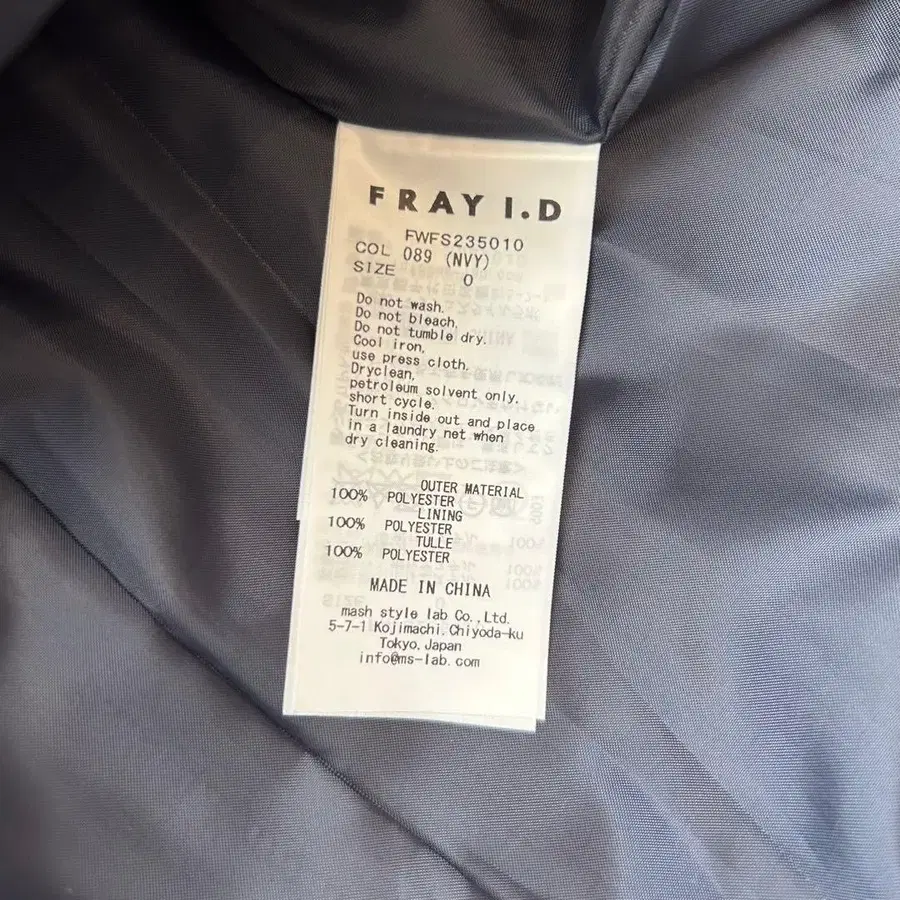 FRAY I.D
FWFS235010
COL 089 (NVY)
SIZE 0
Do not wash.
Do not bleach,
Do not tumble dry.
Cool iron,
use press cloth.
Dryclean,
petroleum solvent only.
short cycle.
Turn inside out and place
in a laundry net when
dry cleaning.
OUTER MATERIAL
100% POLYESTER
LINING
100% POLYESTER
TULLE
100% POLYESTER
MADE IN CHINA
mash style lab Co.,Ltd.
5-7-1 Kojimachi,Chiyoda-ku
Tokyo,Japan
info@ms-lab.com